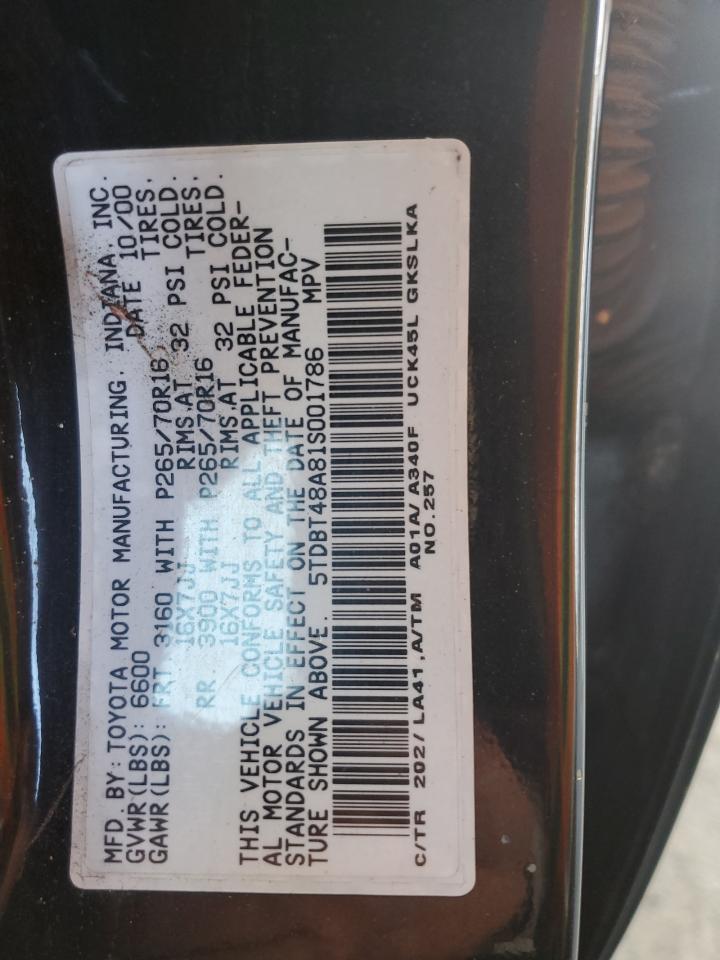 MFD. BY: TOYOTA MOTOR MANUFACTURING, INDIANA, INC.
GVWR(LBS): 6600 DATE 10/00
GAWR(LBS): FRT 3160 WITH P265/70R16 TIRES,
16X7JJ RIMS,AT 32 PSI COLD.
RR 3900 WITH P265/70R16 TIRES,
16X7JJ RIMS,AT 32 PSI COLD.
THIS VEHICLE CONFORMS TO ALL APPLICABLE FEDER-
AL MOTOR VEHICLE SAFETY AND THEFT PREVENTION
STANDARDS IN EFFECT ON THE DATE OF MANUFAC-
TURE SHOWN ABOVE. 5TDBT48A81S001786 MPV
C/TR 202/LA41,A/TM A01A/A340F UCK45L GKSLKA
NO.257